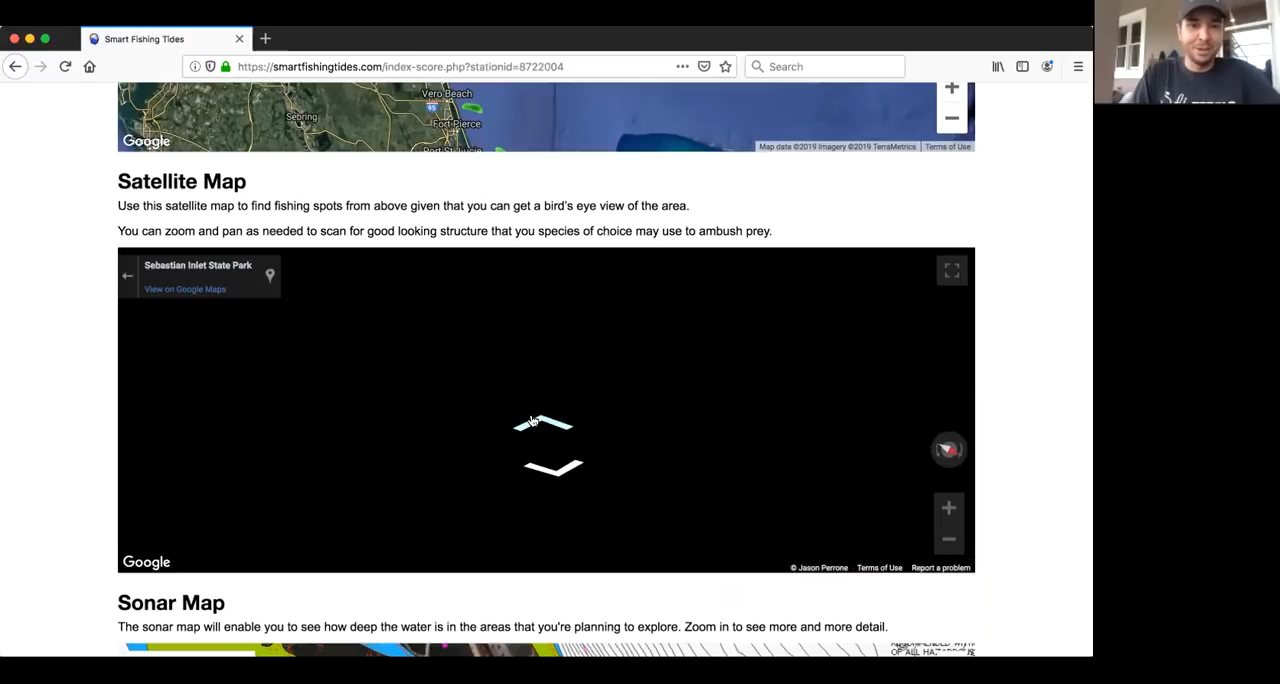 Smart Fishing Tides
https://smartfishingtides.com/index-score.php?stationid=8722004
Search
Vero Beach
95
Sebring
Fort Pierce
Port St. Lucie
Google
Map data ©2019 Imagery ©2019 TerraMetrics
Terms of Use
Satellite Map
Use this satellite map to find fishing spots from above given that you can get a bird's eye view of the area.
You can zoom and pan as needed to scan for good looking structure that you species of choice may use to ambush prey.
Sebastian Inlet State Park
View on Google Maps
Google
© Jason Perrone
Terms of Use
Report a problem
Sonar Map
The sonar map will enable you to see how deep the water is in the areas that you're planning to explore. Zoom in to see more and more detail.
OF ALL